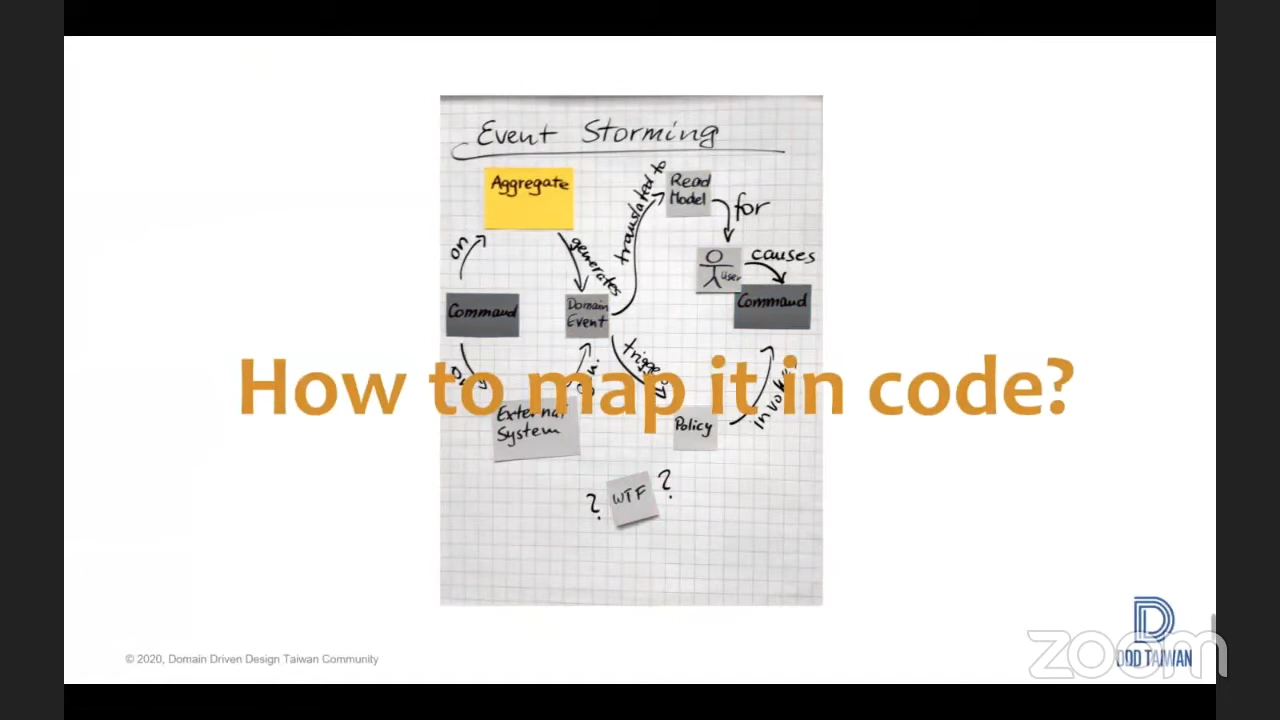 Event Storming
Aggregate
Read
Model
translated to
for
on
generates
User
causes
Command
Domain
Event
Command
trigger
How to map it in code?
External
System
Policy
? WTF ?
© 2020, Domain Driven Design Taiwan Community
DDD TAIWAN
zoom